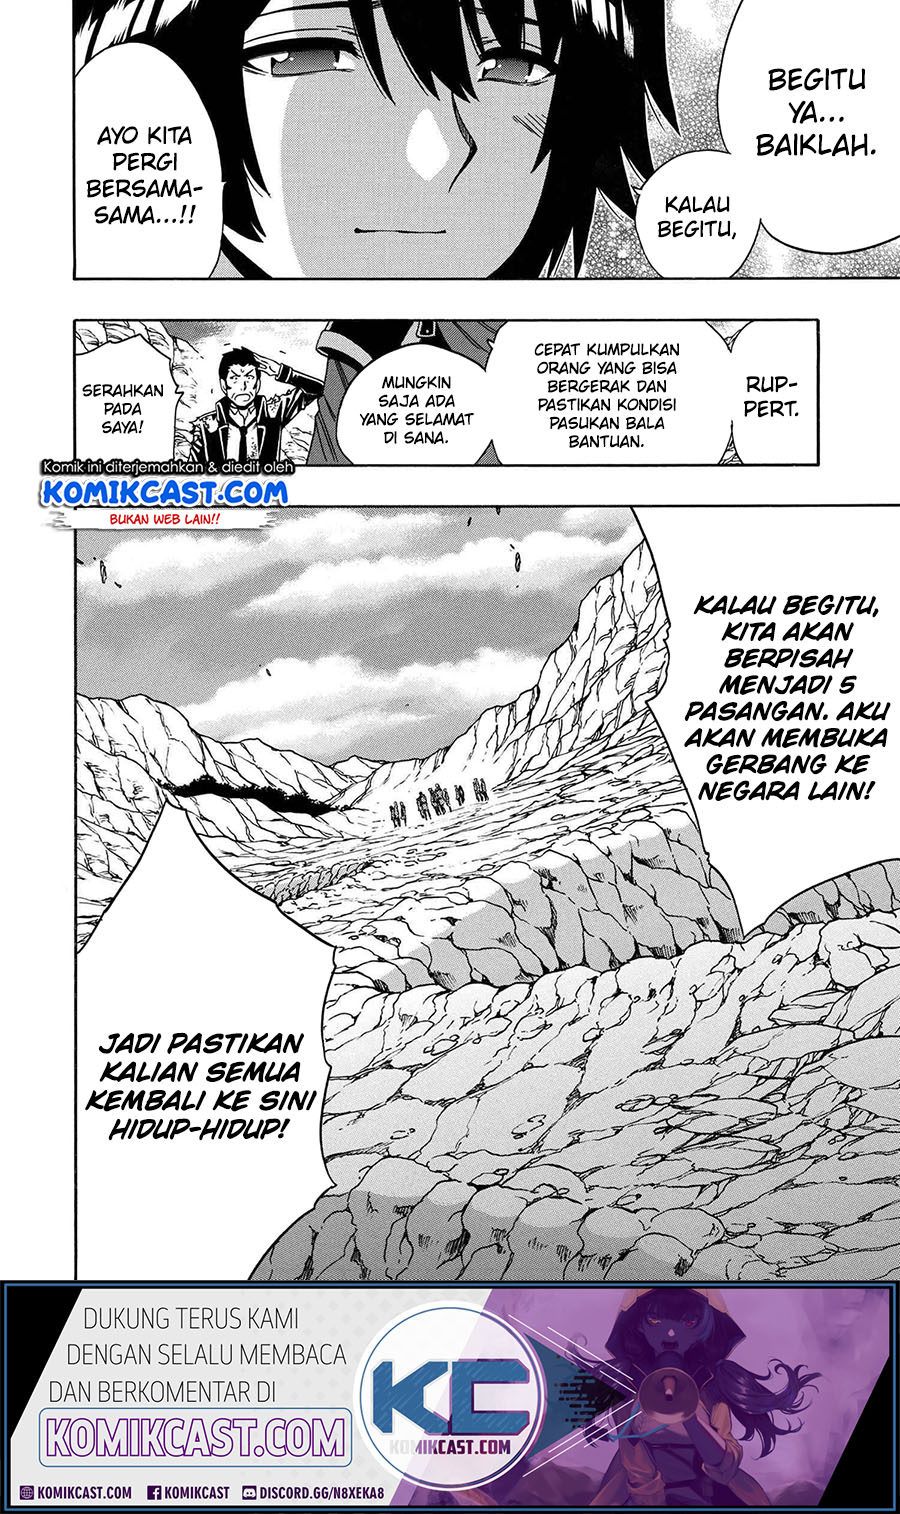 BEGITU
YA...
BAIKLAH.
KALAU
BEGITU,
AYO KITA
PERGI
BERSAMA-
SAMA...!!
RUP-
PERT.
CEPAT KUMPULKAN
ORANG YANG BISA
BERGERAK DAN
PASTIKAN KONDISI
PASUKAN BALA
BANTUAN.
MUNGKIN
SAJA ADA
YANG SELAMAT
DI SANA.
SERAHKAN
PADA
SAYA!
Komik ini diterjemahkan & diedit oleh
KOMIKCAST.COM
BUKAN WEB LAIN!!
KALAU BEGITU,
KITA AKAN
BERPISAH
MENJADI 5
PASANGAN. AKU
AKAN MEMBUKA
GERBANG KE
NEGARA LAIN!
JADI PASTIKAN
KALIAN SEMUA
KEMBALI KE SINI
HIDUP-HIDUP!
DUKUNG TERUS KAMI
DENGAN SELALU MEMBACA
DAN BERKOMENTAR DI
KOMIKCAST.COM
KC
KOMIKCAST.COM
KOMIKCAST.COM KOMIKCAST DISCORD.GG/N8XEKA8